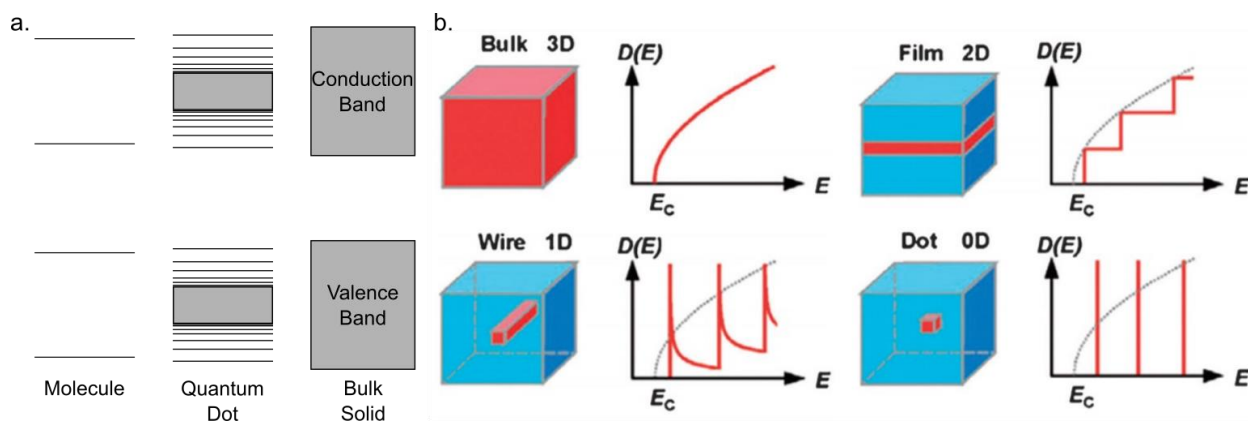 a.
Conduction
Band
Valence
Band
Molecule
Quantum
Dot
Bulk
Solid
b.
Bulk 3D
D(E)
E
E_C
Film 2D
D(E)
E
E_C
Wire 1D
D(E)
E
E_C
Dot 0D
D(E)
E
E_C